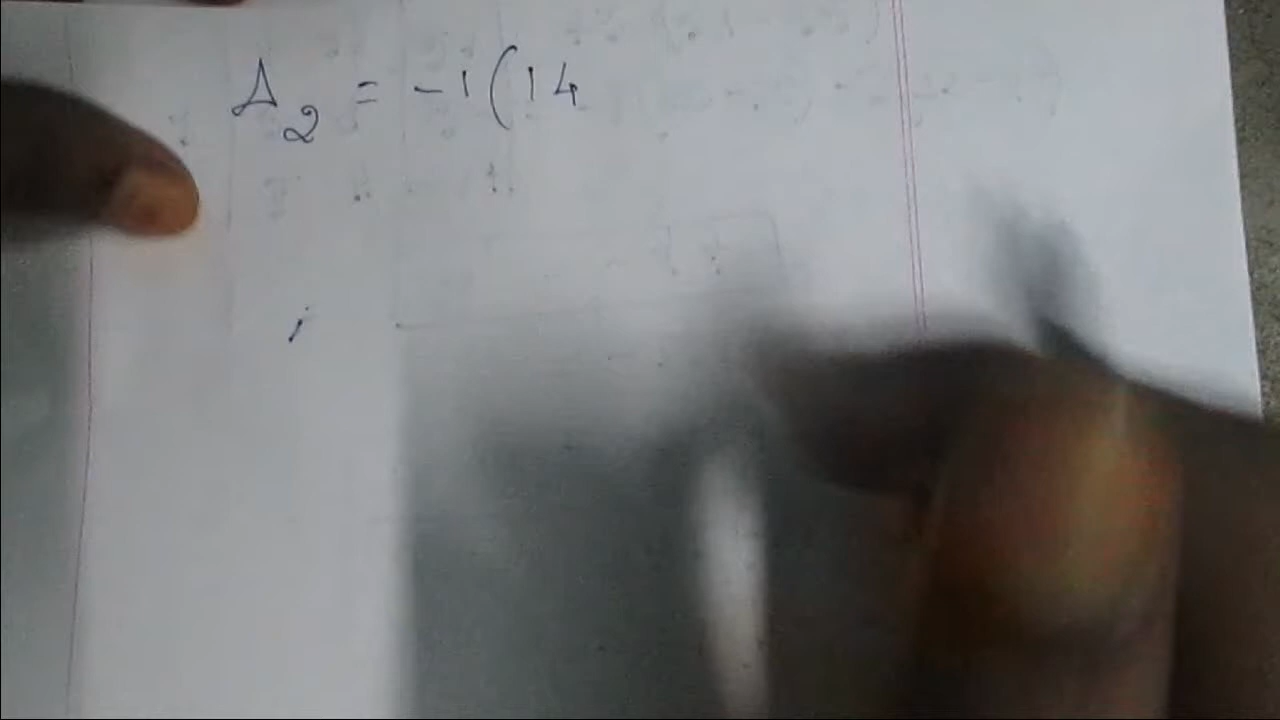 Δ₂ = -1(14